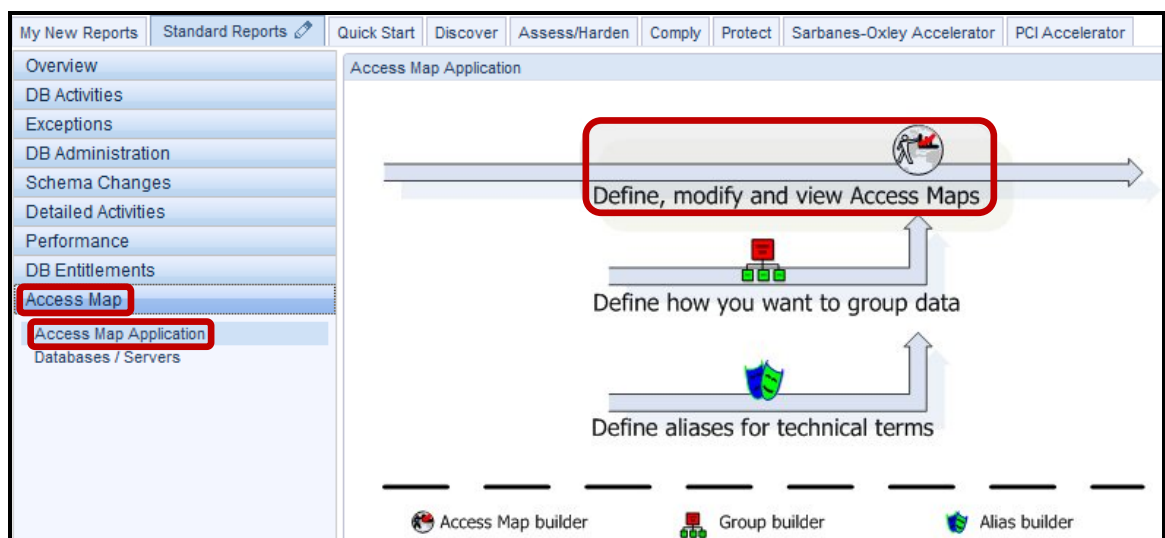 My New Reports Standard Reports Quick Start Discover Assess/Harden Comply Protect Sarbanes-Oxley Accelerator PCI Accelerator
Overview
DB Activities
Exceptions
DB Administration
Schema Changes
Detailed Activities
Performance
DB Entitlements
Access Map
Access Map Application
Databases / Servers
Access Map Application
Define, modify and view Access Maps
Define how you want to group data
Define aliases for technical terms
Access Map builder Group builder Alias builder